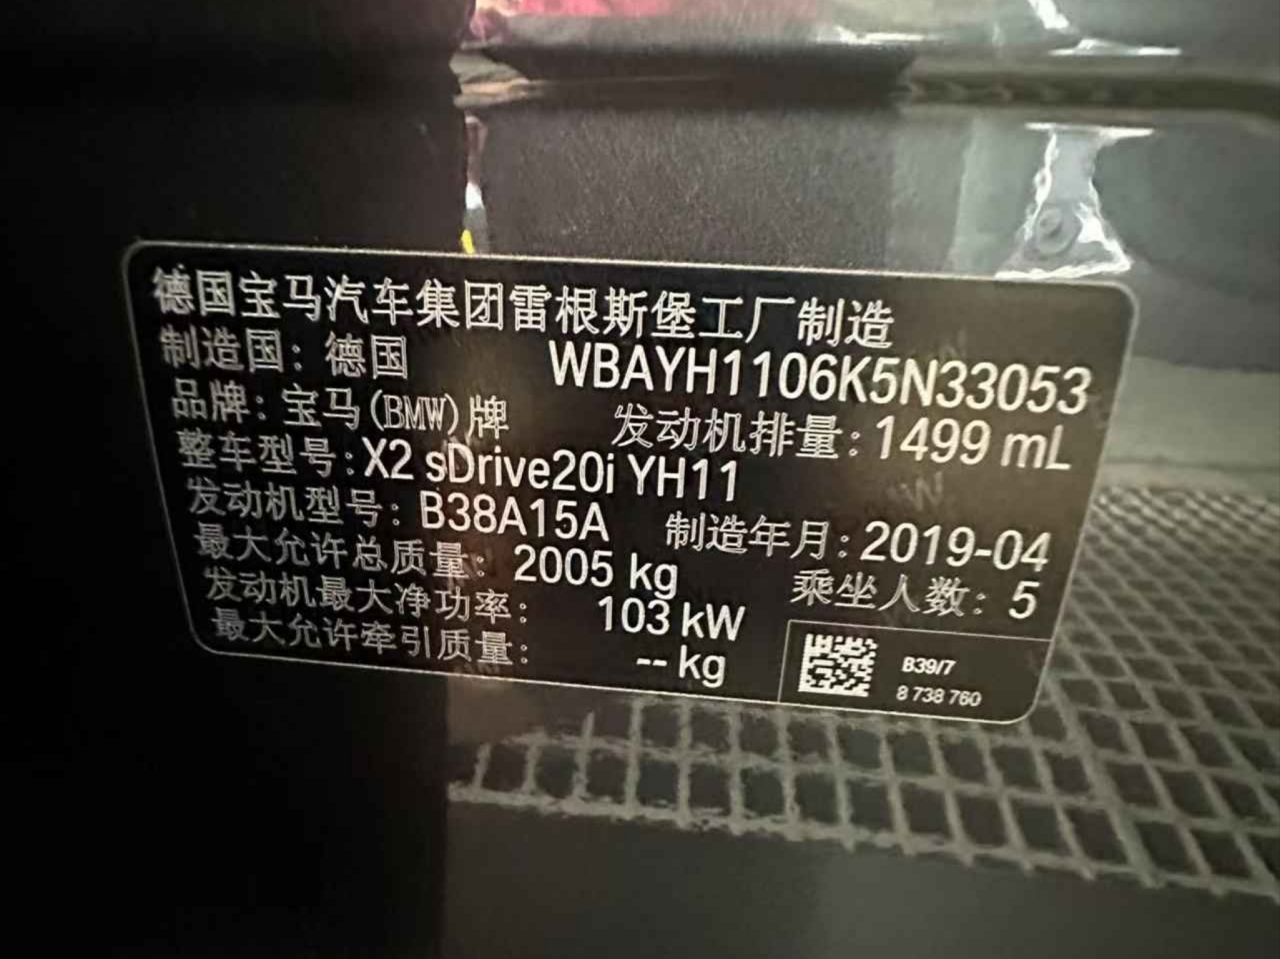 德国宝马汽车集团雷根斯堡工厂制造
制造国：德国 WBAYH1106K5N33053
品牌：宝马(BMW)牌 发动机排量：1499 mL
整车型号：X2 sDrive20i YH11
发动机型号：B38A15A 制造年月：2019-04
最大允许总质量：2005 kg 乘坐人数：5
发动机最大净功率：103 kW
最大允许牵引质量：-- kg
B39/7
8 738 760